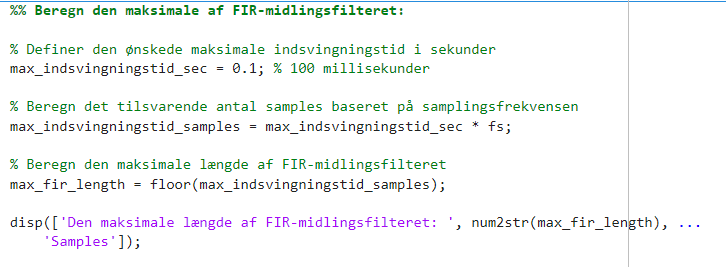 %% Beregn den maksimale af FIR-midlingsfilteret:
% Definer den ønskede maksimale indsvingningstid i sekunder
max_indsvingningstid_sec = 0.1; % 100 millisekunder
% Beregn det tilsvarende antal samples baseret på samplingsfrekvensen
max_indsvingningstid_samples = max_indsvingningstid_sec * fs;
% Beregn den maksimale længde af FIR-midlingsfilteret
max_fir_length = floor(max_indsvingningstid_samples);
disp(['Den maksimale længde af FIR-midlingsfilteret: ', num2str(max_fir_length), ...
'Samples']);